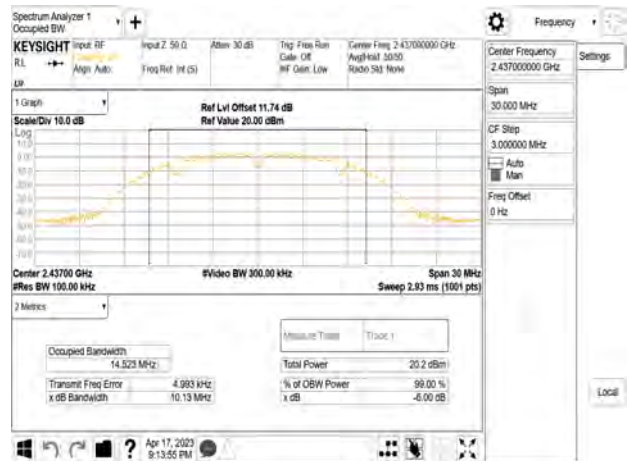 Spectrum Analyzer 1
Occupied BW
Frequency
KEYSIGHT
Input: RF
Input Z: 50 Ω
Atten: 30 dB
Trig: Free Run
Center Freq: 2.437000000 GHz
RL
Gate: Off
Avg|Hold: 50/50
Align: Auto
Freq Ref: Int (S)
#IF Gain: Low
Radio Std: None
Center Frequency
2.437000000 GHz
Settings
Span
30.000 MHz
CF Step
3.000000 MHz
Auto
Man
Freq Offset
0 Hz
1 Graph
Ref Lvl Offset 11.74 dB
Scale/Div 10.0 dB
Ref Value 20.00 dBm
Log
Center 2.43700 GHz
#Video BW 300.00 kHz
Span 30 MHz
#Res BW 100.00 kHz
Sweep 2.93 ms (1001 pts)
2 Metrics
Measure Trace
Trace 1
Occupied Bandwidth
14.523 MHz
Total Power
20.2 dBm
Transmit Freq Error
4.993 kHz
% of OBW Power
99.00 %
x dB Bandwidth
10.13 MHz
x dB
-6.00 dB
Local
Apr 17, 2023
9:13:55 PM